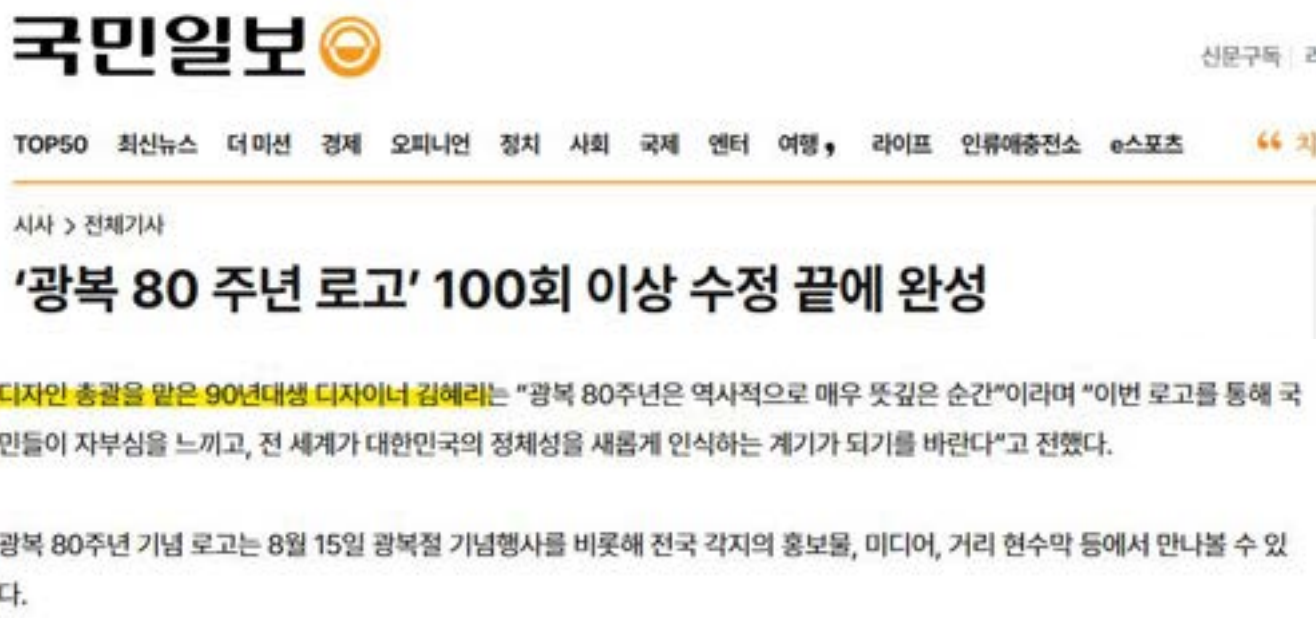 국민일보
신문구독
TOP50 최신뉴스 더 미션 경제 오피니언 정치 사회 국제 엔터 여행, 라이프 인류애충전소 e스포츠 “
시사 > 전체기사
‘광복 80 주년 로고’ 100회 이상 수정 끝에 완성
디자인 총괄을 맡은 90년대생 디자이너 김혜리는 “광복 80주년은 역사적으로 매우 뜻깊은 순간”이라며 “이번 로고를 통해 국
민들이 자부심을 느끼고, 전 세계가 대한민국의 정체성을 새롭게 인식하는 계기가 되기를 바란다”고 전했다.
광복 80주년 기념 로고는 8월 15일 광복절 기념행사를 비롯해 전국 각지의 홍보물, 미디어, 거리 현수막 등에서 만나볼 수 있
다.